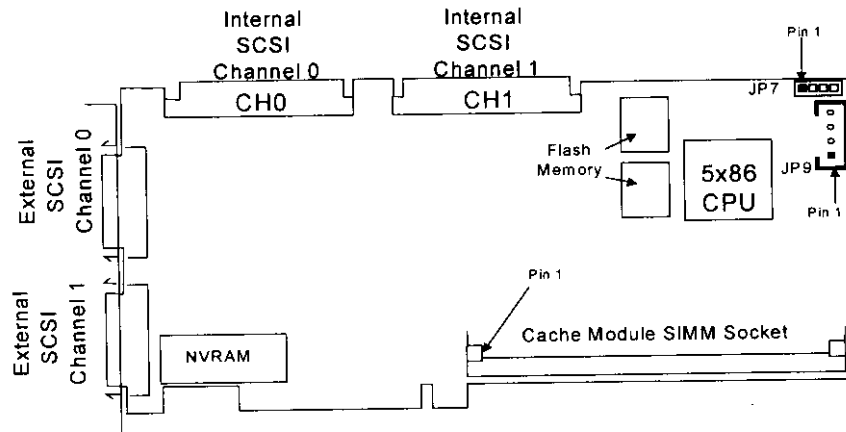 Internal
SCSI
Channel 0
CH0
Internal
SCSI
Channel 1
CH1
Pin 1
JP7
Flash
Memory
5x86
CPU
JP9
Pin 1
External
SCSI
Channel 0
External
SCSI
Channel 1
NVRAM
Pin 1
Cache Module SIMM Socket